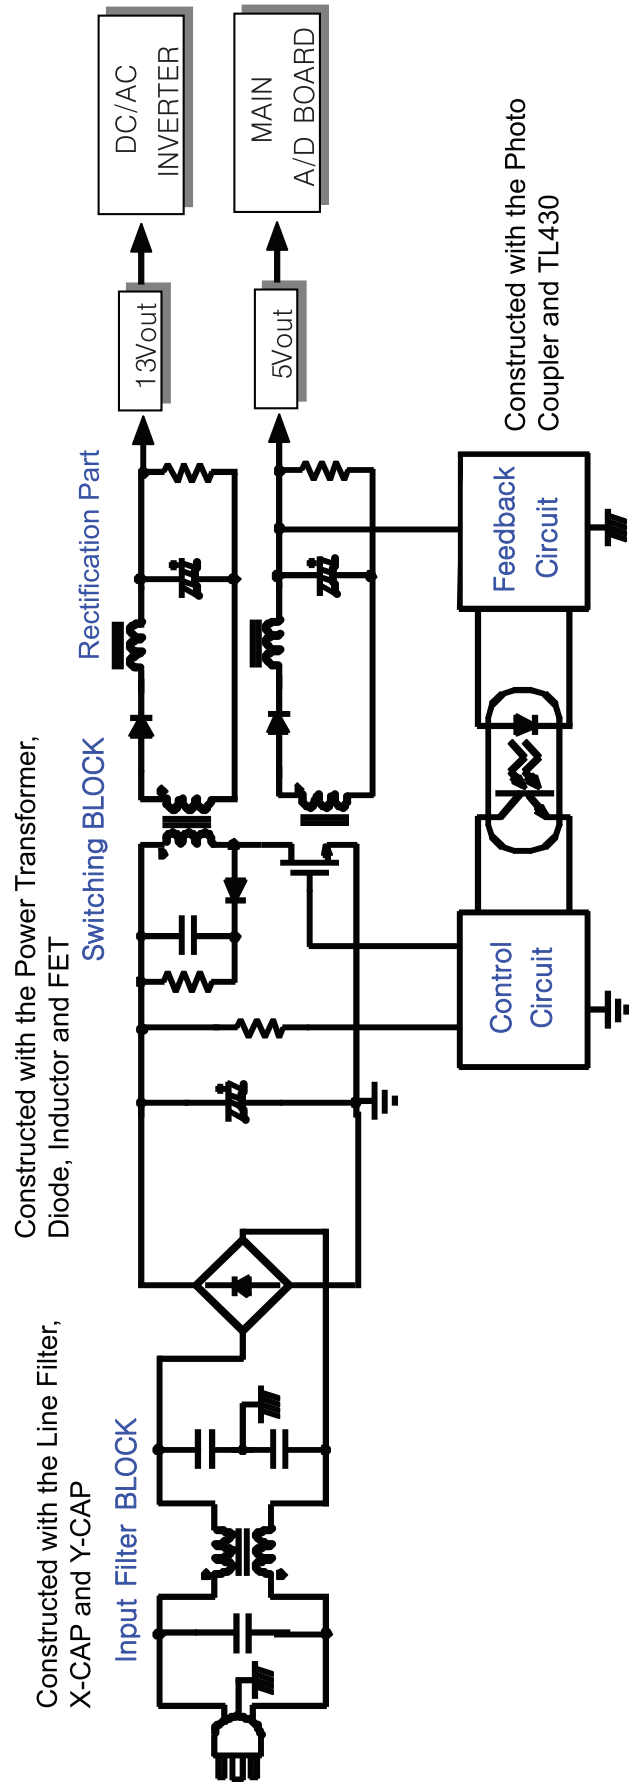 Constructed with the Line Filter,
X-CAP and Y-CAP
Input Filter BLOCK
Constructed with the Power Transformer,
Diode, Inductor and FET
Switching BLOCK
Rectification Part
13Vout
DC/AC
INVERTER
5Vout
MAIN
A/D BOARD
Control
Circuit
Feedback
Circuit
Constructed with the Photo
Coupler and TL430